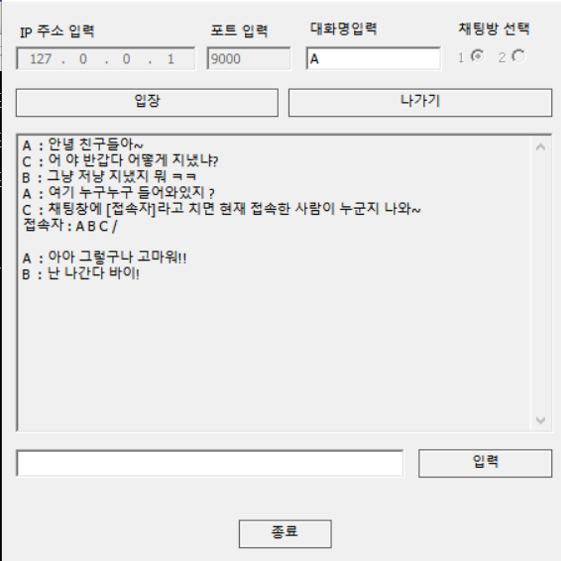 IP 주소 입력 포트 입력 대화명입력 채팅방 선택
127 . 0 . 0 . 1 9000 A 1 2
입장 나가기
A : 안녕 친구들아~
C : 어 야 반갑다 어떻게 지냈냐?
B : 그냥 저냥 지냈지 뭐 ㅋㅋ
A : 여기 누구누구 들어와있지 ?
C : 채팅창에 [접속자]라고 치면 현재 접속한 사람이 누군지 나와~
접속자 : A B C /
A : 아아 그렇구나 고마워!!
B : 난 나간다 바이!
입력
종료